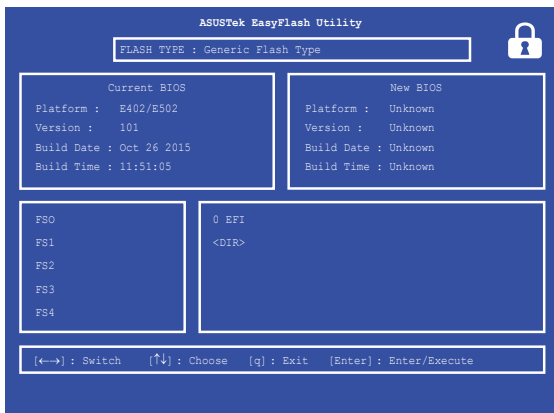 ASUSTek EasyFlash Utility
FLASH TYPE : Generic Flash Type
Current BIOS
Platform : E402/E502
Version : 101
Build Date : Oct 26 2015
Build Time : 11:51:05
New BIOS
Platform : Unknown
Version : Unknown
Build Date : Unknown
Build Time : Unknown
FSO
FS1
FS2
FS3
FS4
0 EFI
<DIR>
[←→] : Switch [↑↓] : Choose [q] : Exit [Enter] : Enter/Execute